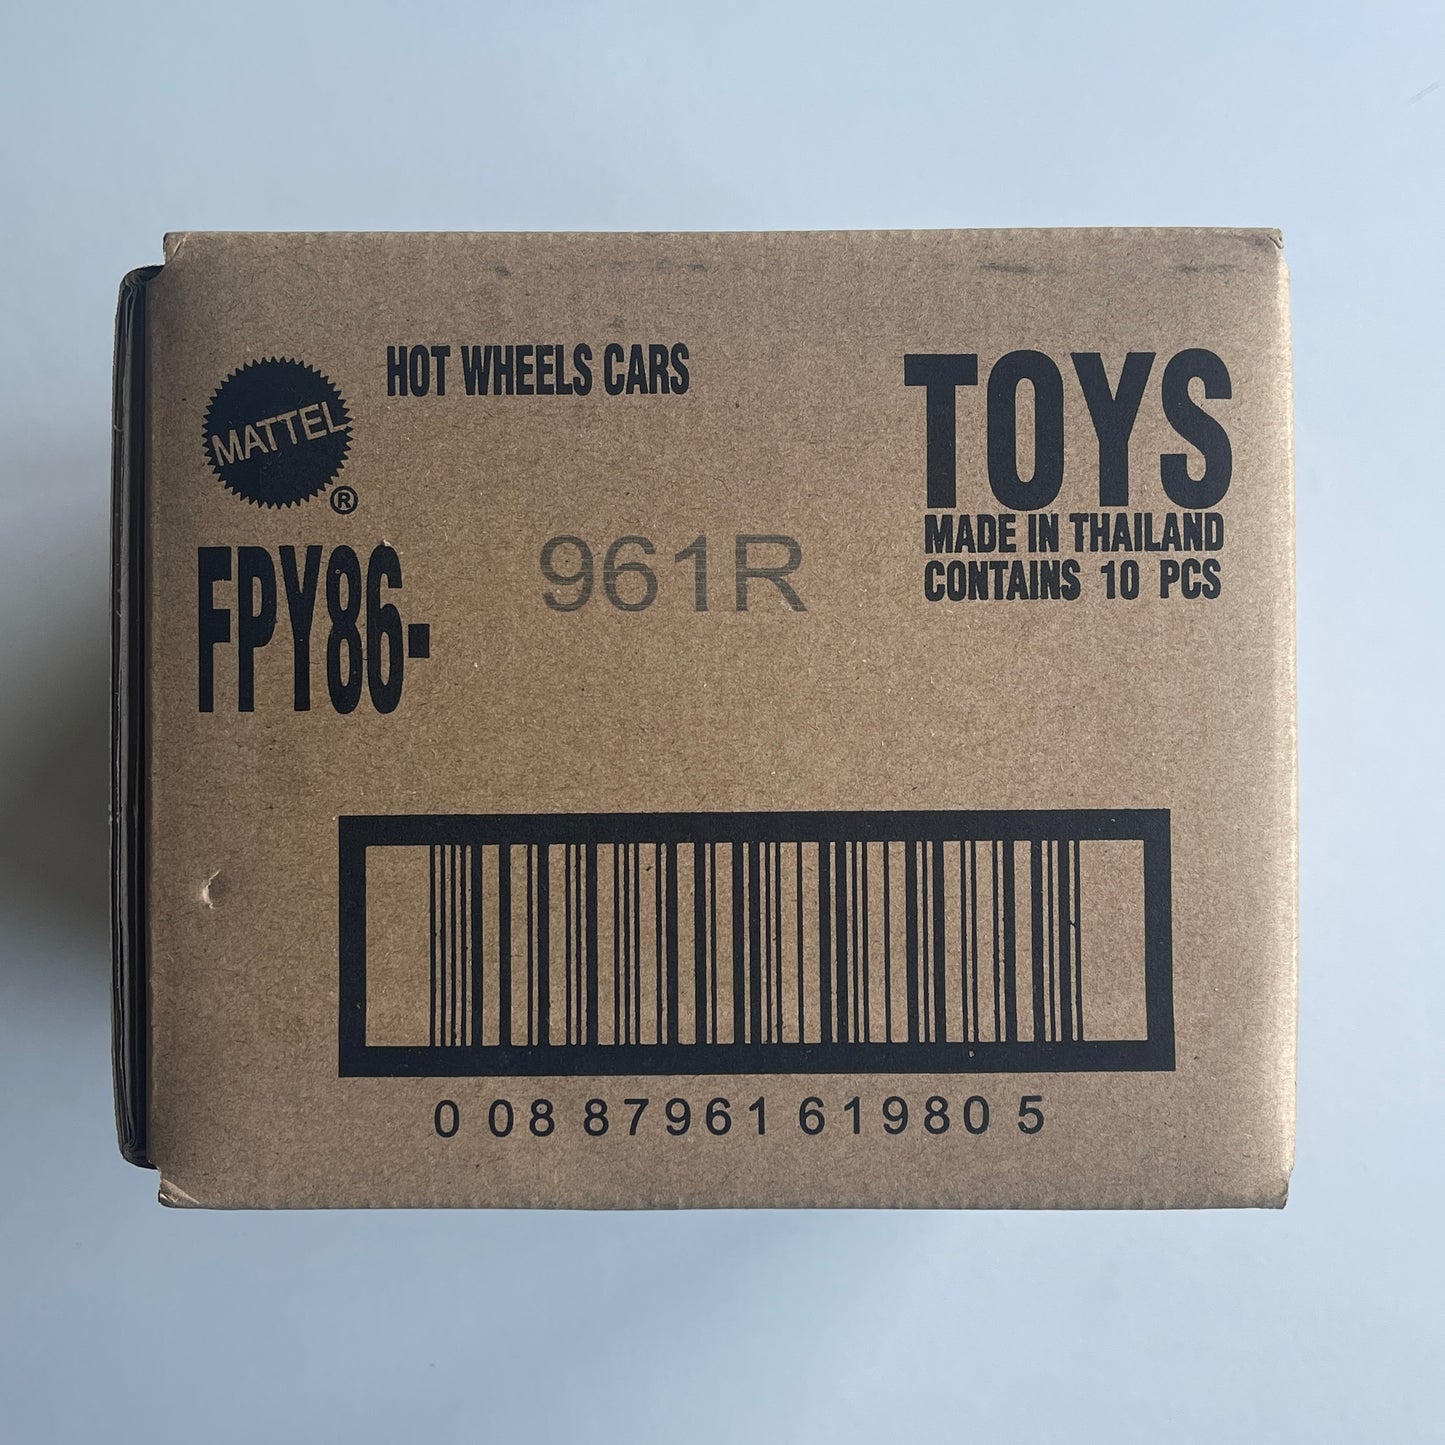 HOT WHEELS CARS
MATTEL
®
TOYS
MADE IN THAILAND
CONTAINS 10 PCS
FPY86-
961R
0 08 87961 61980 5